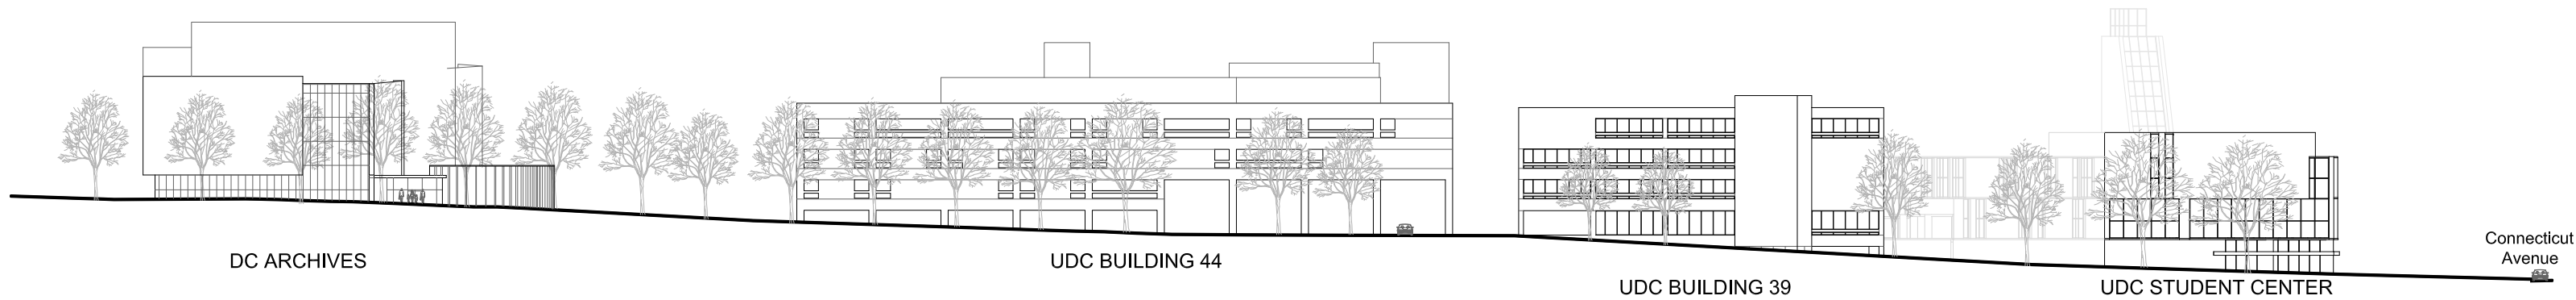 DC ARCHIVES
UDC BUILDING 44
UDC BUILDING 39
UDC STUDENT CENTER
Connecticut
Avenue